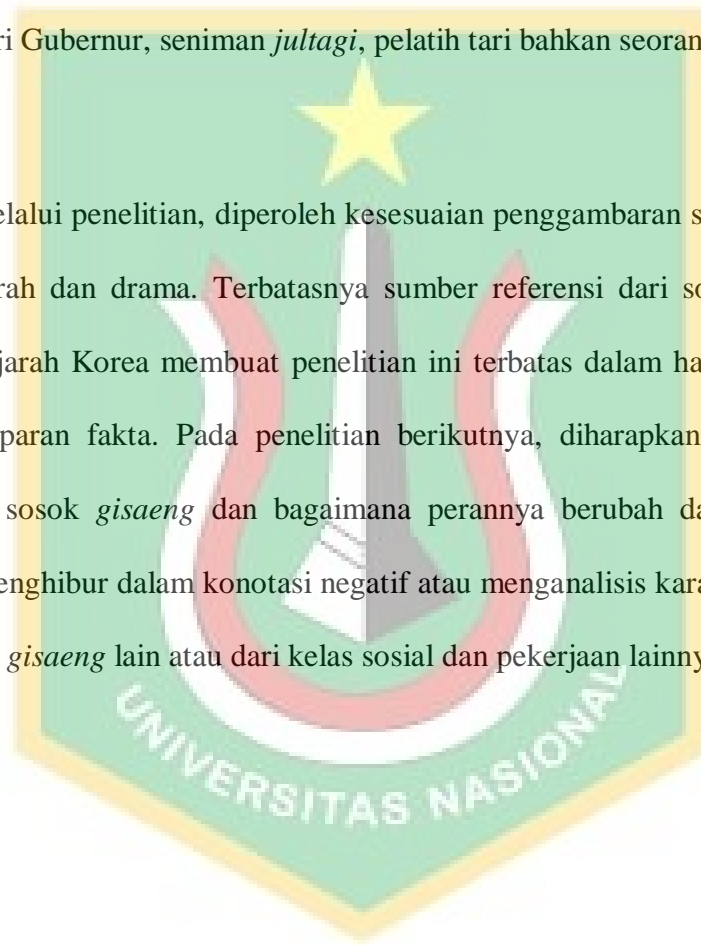 ri Gubernur, seniman jultagi, pelatih tari bahkan seoran
elalui penelitian, diperoleh kesesuaian penggambaran s
rah dan drama. Terbatasnya sumber referensi dari so
jarah Korea membuat penelitian ini terbatas dalam ha
paran fakta. Pada penelitian berikutnya, diharapkan
sosok gisaeng dan bagaimana perannya berubah da
enghibur dalam konotasi negatif atau menganalisis kara
gisaeng lain atau dari kelas sosial dan pekerjaan lainny
UNIVERSITAS NASIONAL